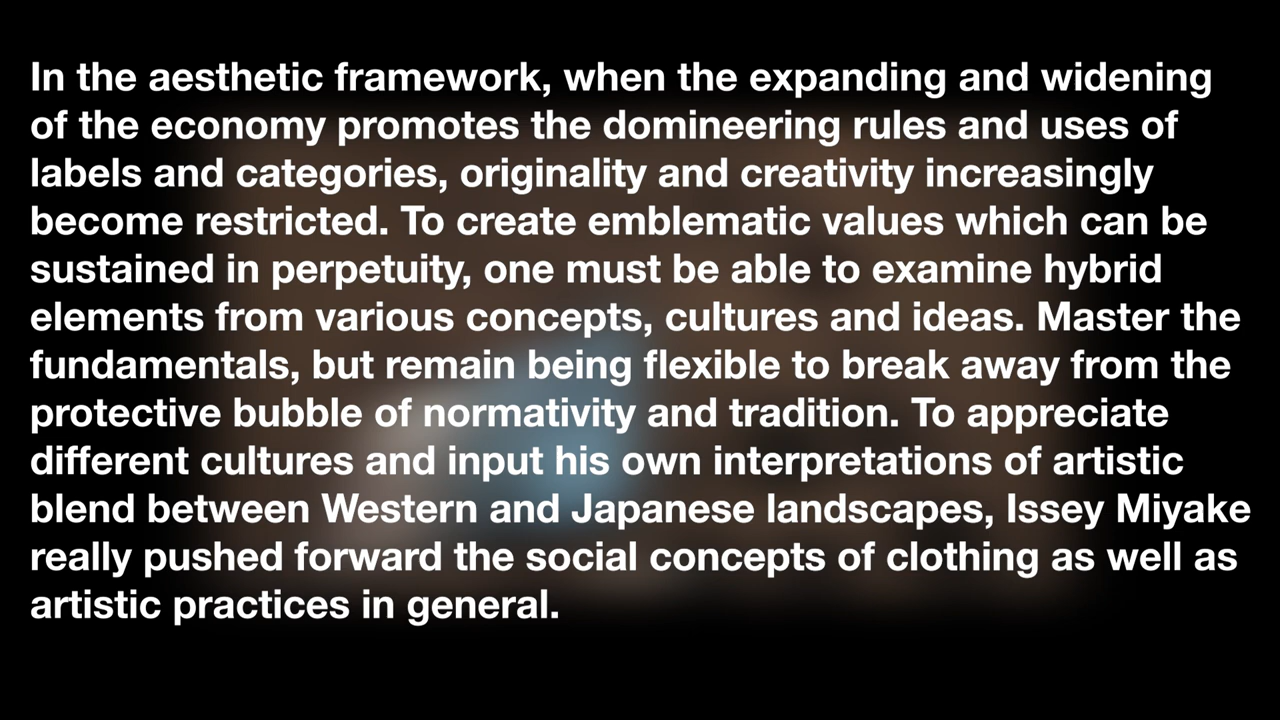 In the aesthetic framework, when the expanding and widening
of the economy promotes the domineering rules and uses of
labels and categories, originality and creativity increasingly
become restricted. To create emblematic values which can be
sustained in perpetuity, one must be able to examine hybrid
elements from various concepts, cultures and ideas. Master the
fundamentals, but remain being flexible to break away from the
protective bubble of normativity and tradition. To appreciate
different cultures and input his own interpretations of artistic
blend between Western and Japanese landscapes, Issey Miyake
really pushed forward the social concepts of clothing as well as
artistic practices in general.